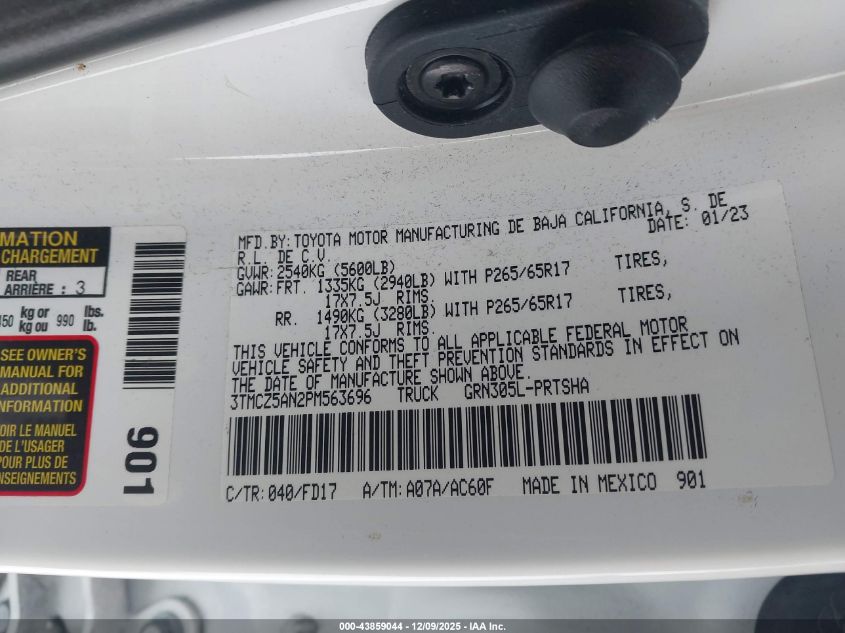 MATION
CHARGEMENT
REAR
ARRIÈRE : 3
450 kg or 990 lbs.
kg ou lb.
SEE OWNER'S
MANUAL FOR
ADDITIONAL
INFORMATION
OIR LE MANUEL
DE L'USAGER
POUR PLUS DE
NSEIGNEMENTS
901
MFD.BY:TOYOTA MOTOR MANUFACTURING DE BAJA CALIFORNIA, S. DE
R.L. DE C.V. DATE: 01/23
GVWR:2540KG (5600LB)
GAWR:FRT. 1335KG (2940LB) WITH P265/65R17 TIRES,
17X7.5J RIMS.
RR. 1490KG (3280LB) WITH P265/65R17 TIRES,
17X7.5J RIMS.
THIS VEHICLE CONFORMS TO ALL APPLICABLE FEDERAL MOTOR
VEHICLE SAFETY AND THEFT PREVENTION STANDARDS IN EFFECT ON
THE DATE OF MANUFACTURE SHOWN ABOVE.
3TMCZ5AN2PM563696 TRUCK GRN305L-PRTSHA
C/TR:040/FD17 A/TM:A07A/AC60F MADE IN MEXICO 901
000-43859044 - 12/09/2025 - IAA Inc.